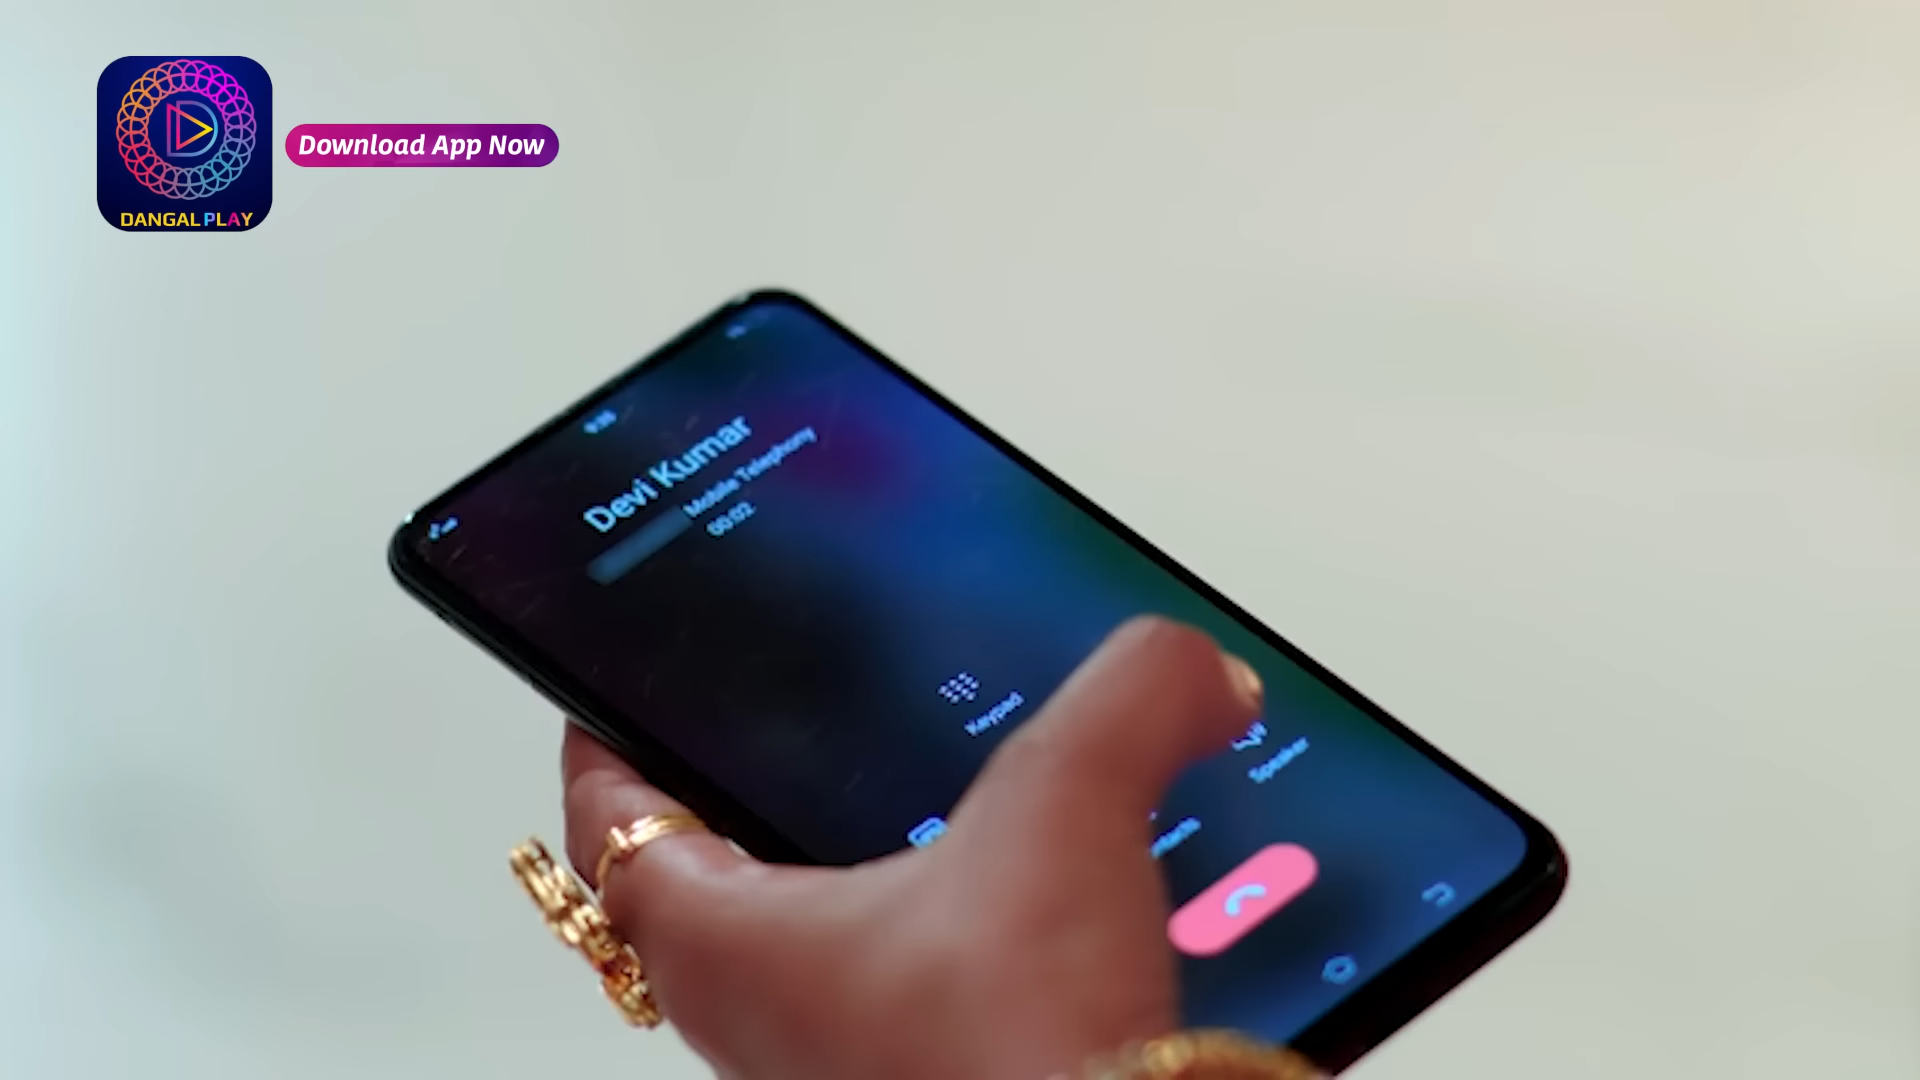 DANGAL PLAY
Download App Now
Devi Kumar
Mobile Telephony
00:02
Keypad
Speaker